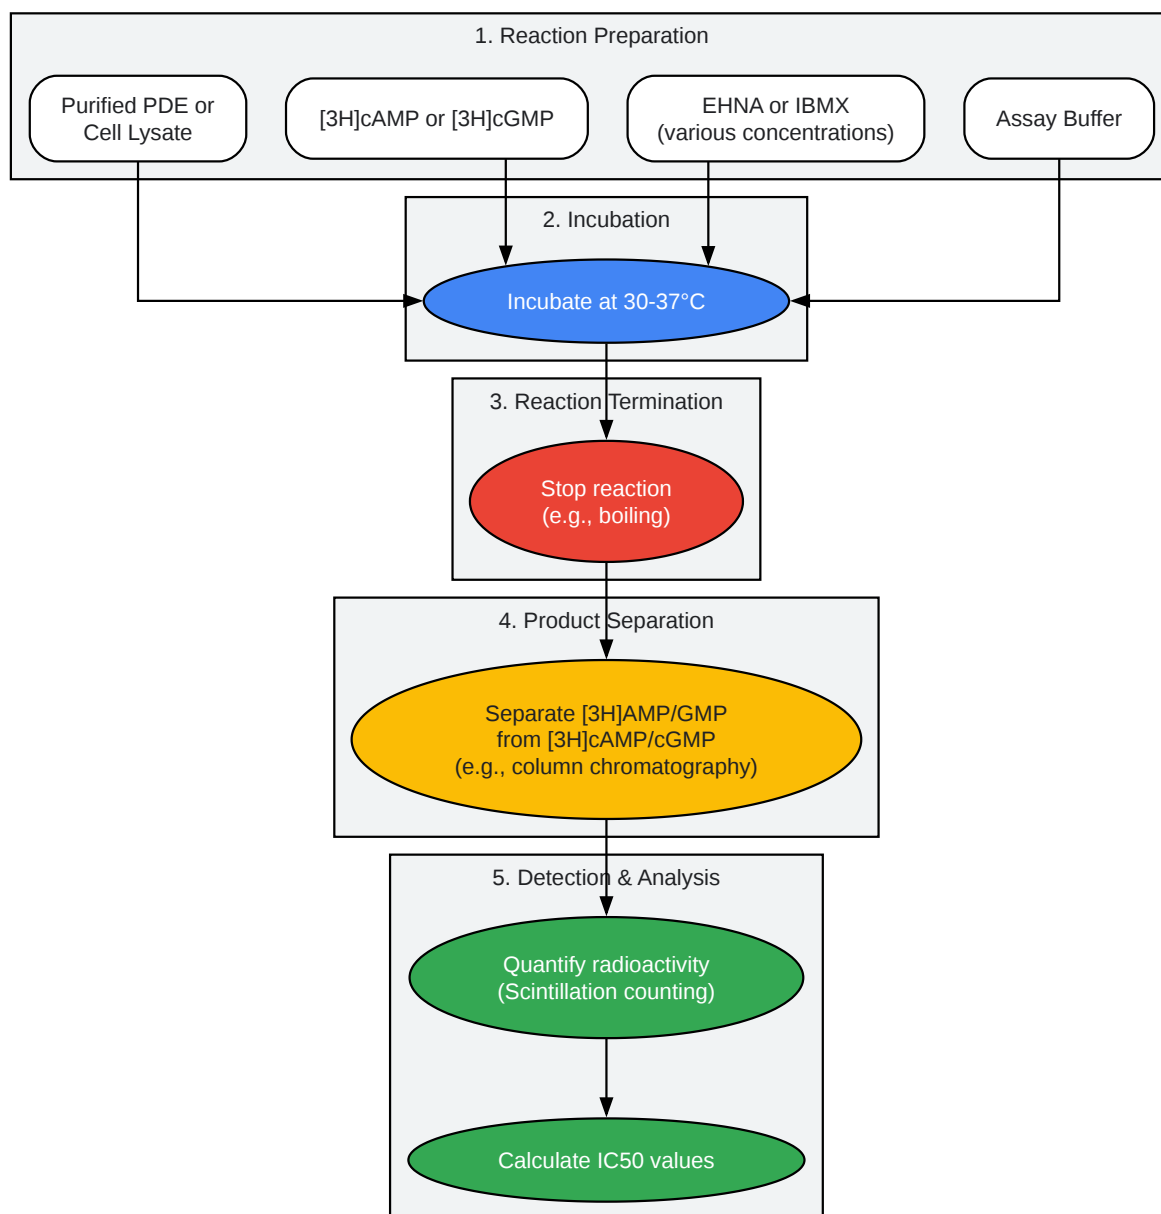 1. Reaction Preparation
Purified PDE or
Cell Lysate
[3H]cAMP or [3H]cGMP
EHNA or IBMX
(various concentrations)
Assay Buffer
2. Incubation
Incubate at 30-37°C
3. Reaction Termination
Stop reaction
(e.g., boiling)
4. Product Separation
Separate [3H]AMP/GMP
from [3H]cAMP/cGMP
(e.g., column chromatography)
5. Detection & Analysis
Quantify radioactivity
(Scintillation counting)
Calculate IC50 values